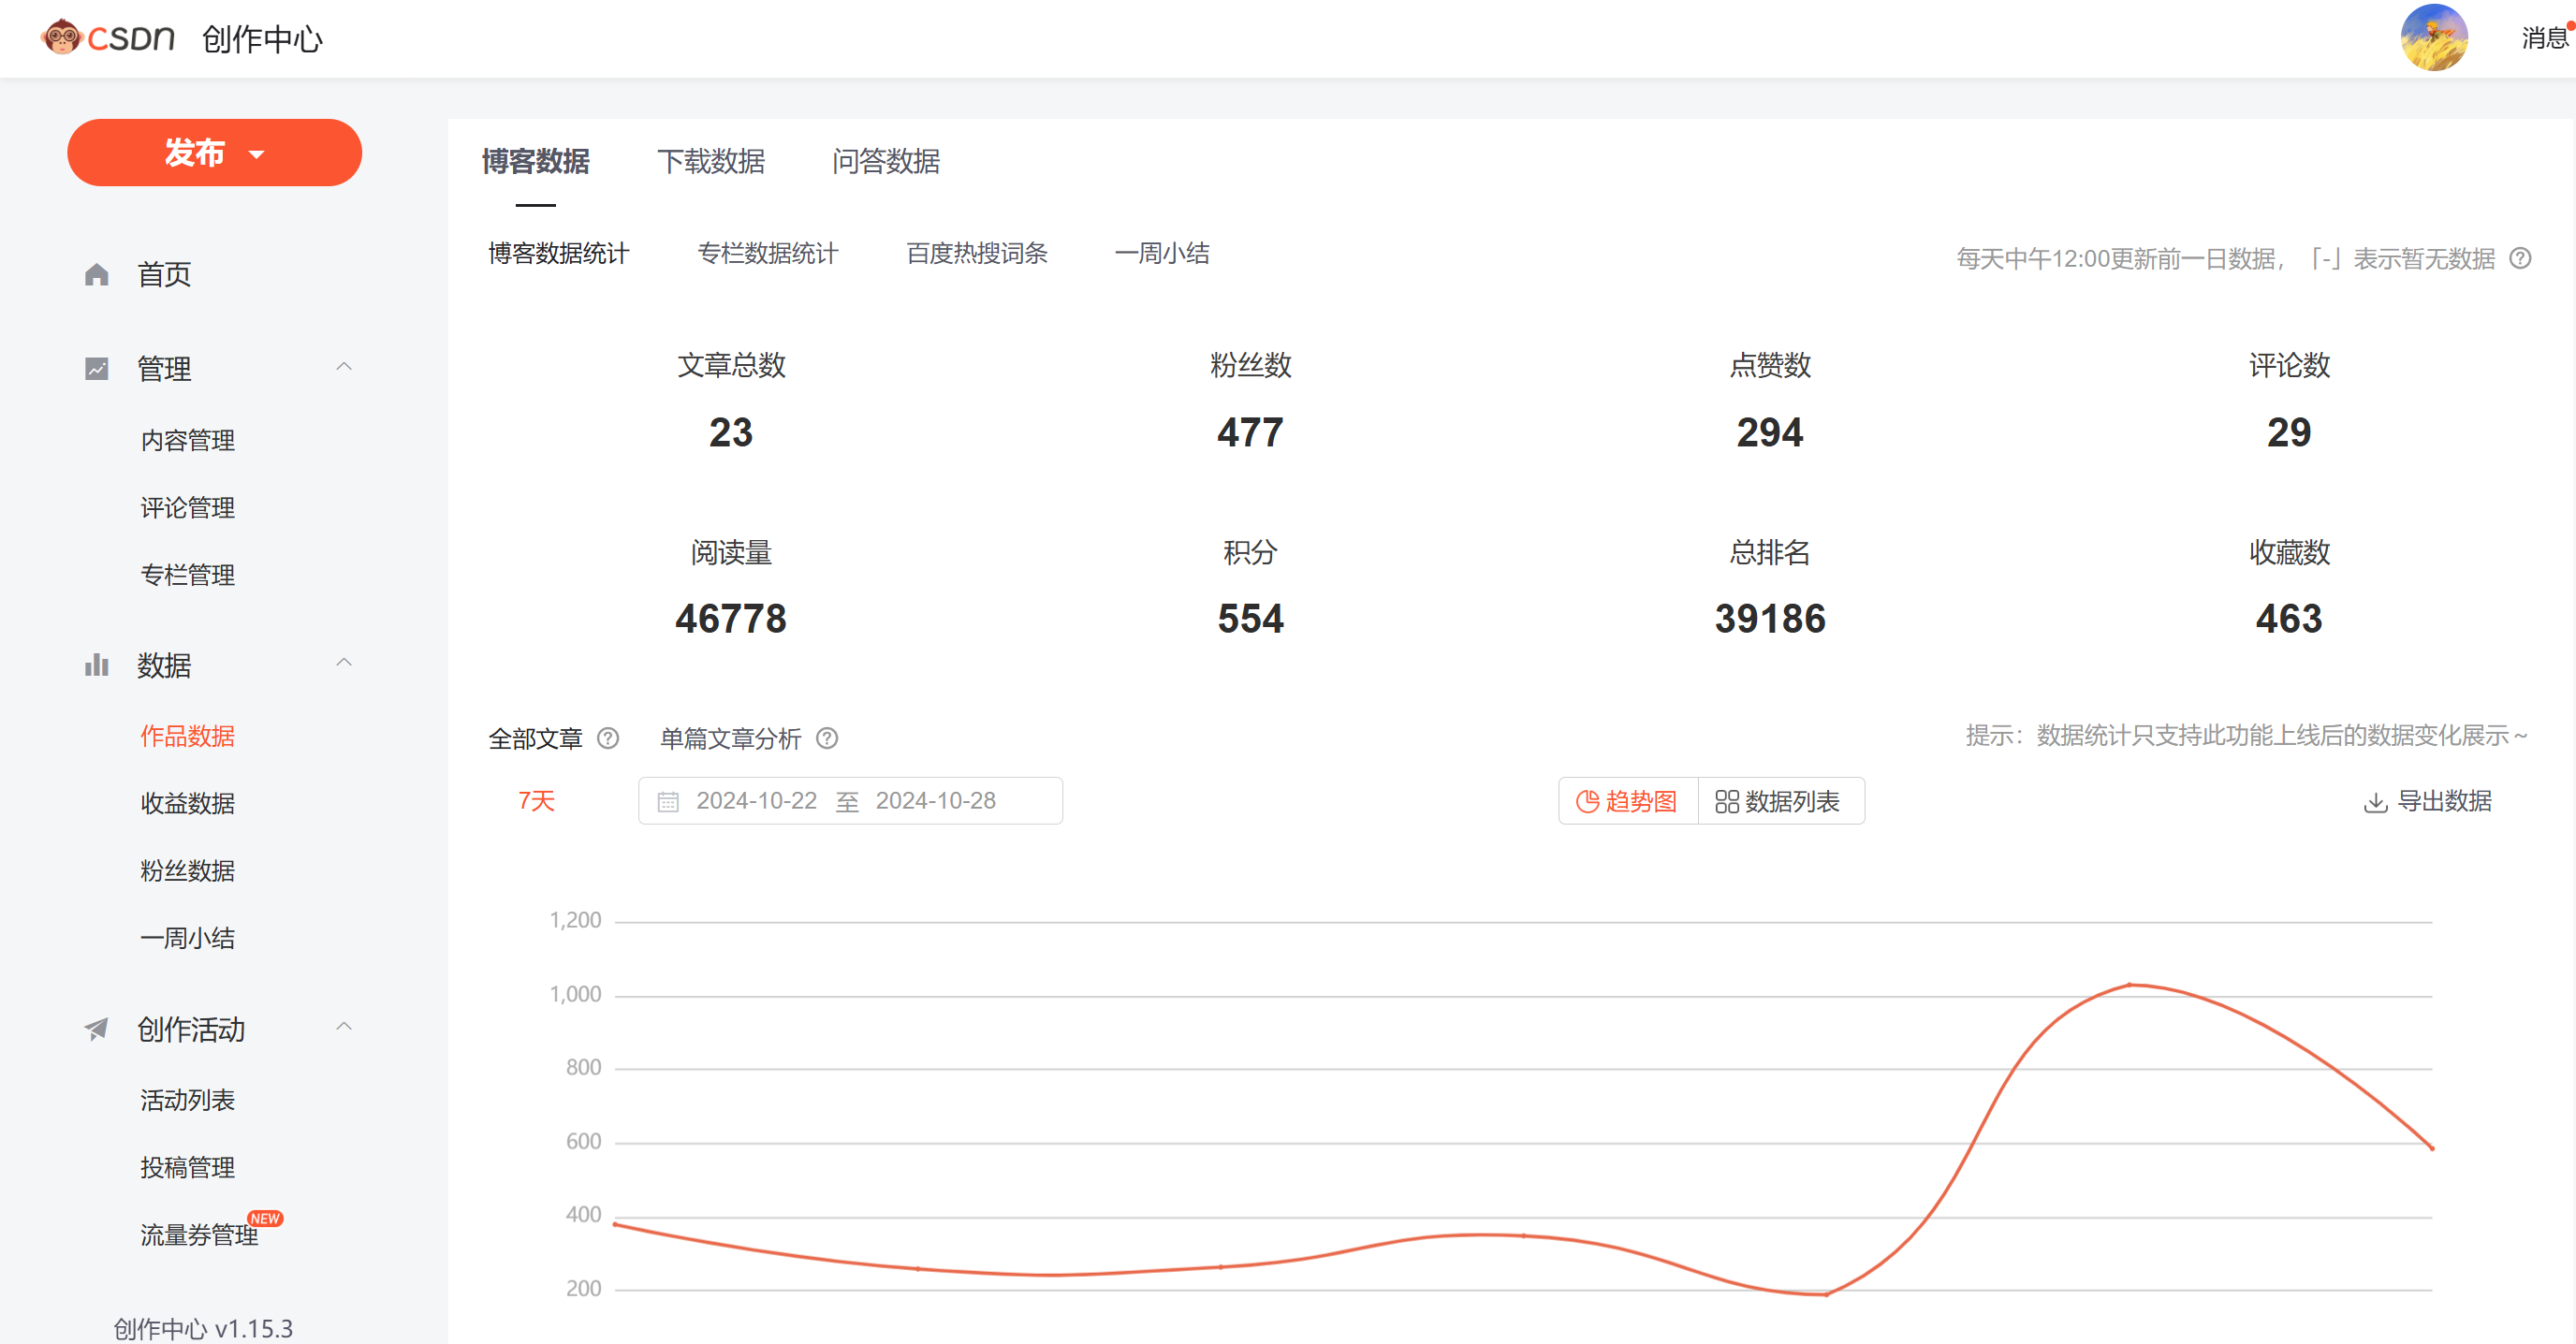 CSDN 创作中心
消息
发布
首页
管理
内容管理
评论管理
专栏管理
数据
作品数据
收益数据
粉丝数据
一周小结
创作活动
活动列表
投稿管理
流量券管理 NEW
创作中心 v1.15.3
博客数据 下载数据 问答数据
博客数据统计 专栏数据统计 百度热搜词条 一周小结
每天中午12:00更新前一日数据，「-」表示暂无数据 ?
文章总数 粉丝数 点赞数 评论数
23 477 294 29
阅读量 积分 总排名 收藏数
46778 554 39186 463
全部文章 ? 单篇文章分析 ?
提示：数据统计只支持此功能上线后的数据变化展示～
7天 2024-10-22 至 2024-10-28 趋势图 数据列表 导出数据
1,200
1,000
800
600
400
200